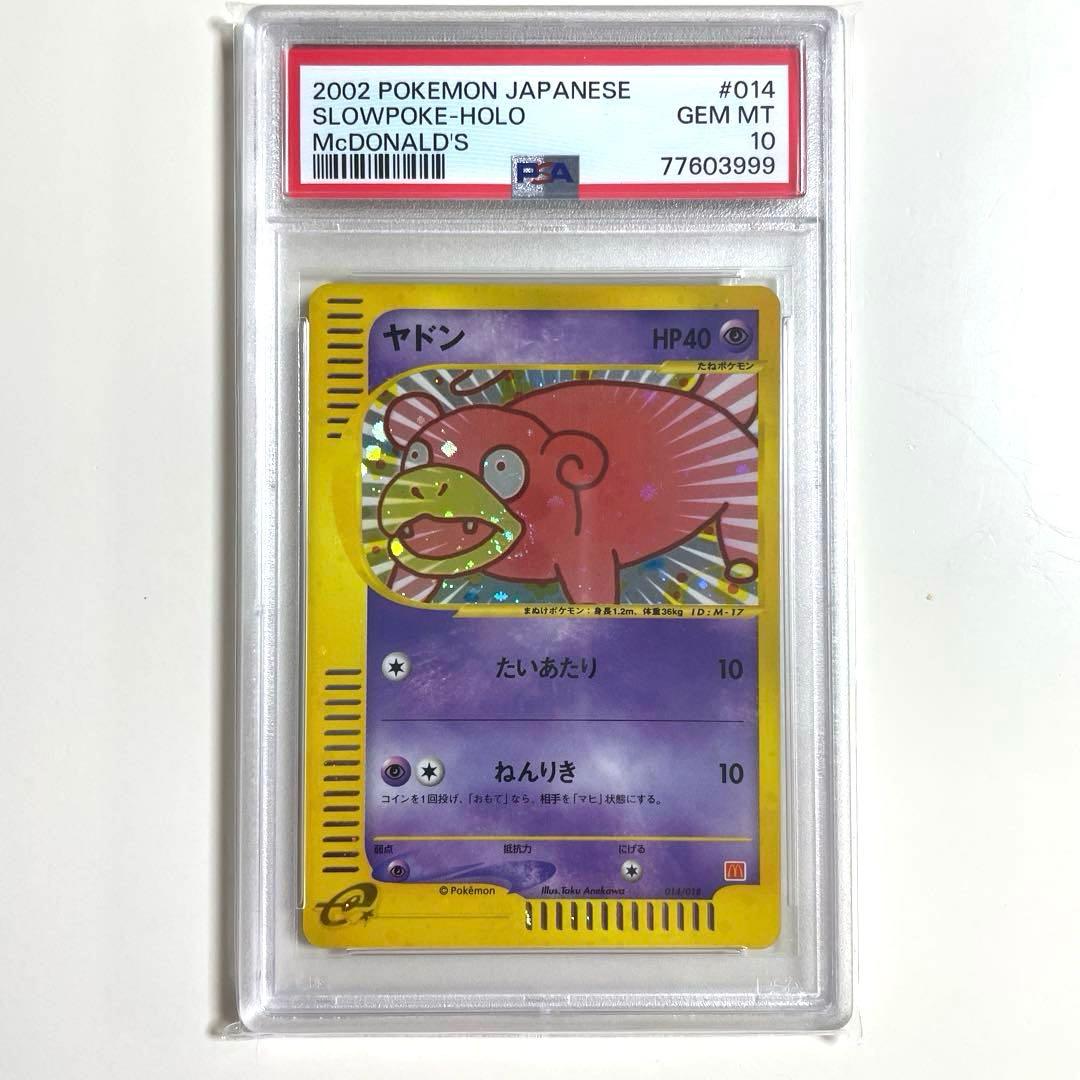 2002 POKEMON JAPANESE #014
SLOWPOKE-HOLO GEM MT
McDONALD'S 10
77603999
PSA
ヤドン HP40
たねポケモン
まぬけポケモン：身長1.2m、体重36kg ID:M-17
たいあたり 10
ねんりき 10
コインを1回投げ、「おもて」なら、相手を「マヒ」状態にする。
弱点 抵抗力 にげる
©Pokémon Illus.Taku Anekawa 014/018